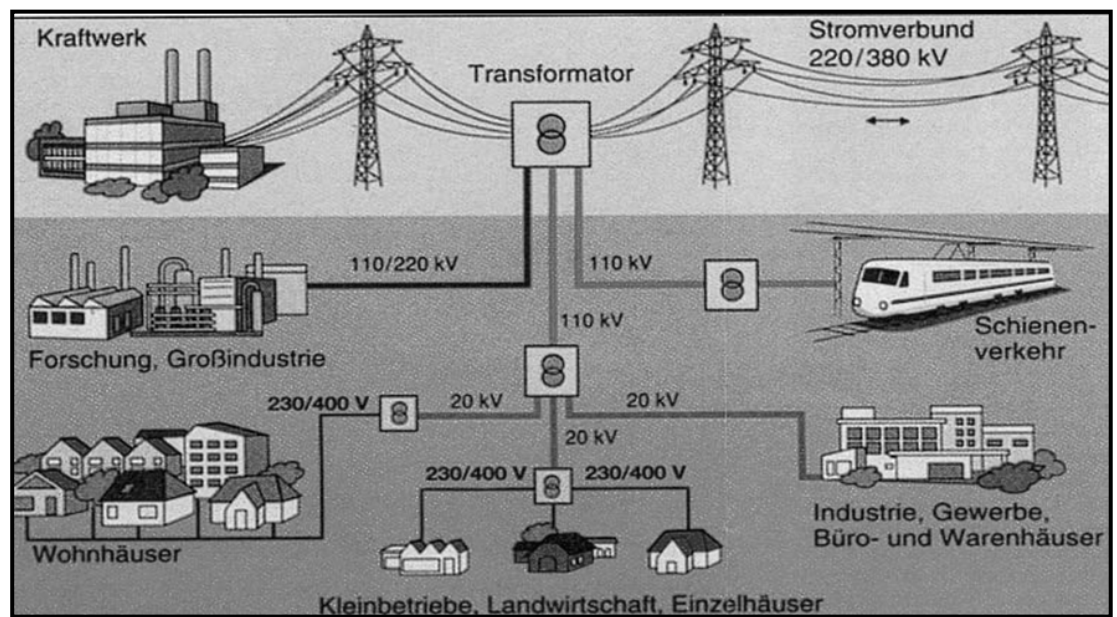 Kraftwerk
Transformator
Stromverbund
220/380 kV
110/220 kV
110 kV
110 kV
Schienen-
verkehr
Forschung, Großindustrie
230/400 V
20 kV
20 kV
20 kV
230/400 V
230/400 V
Wohnhäuser
Industrie, Gewerbe,
Büro- und Warenhäuser
Kleinbetriebe, Landwirtschaft, Einzelhäuser